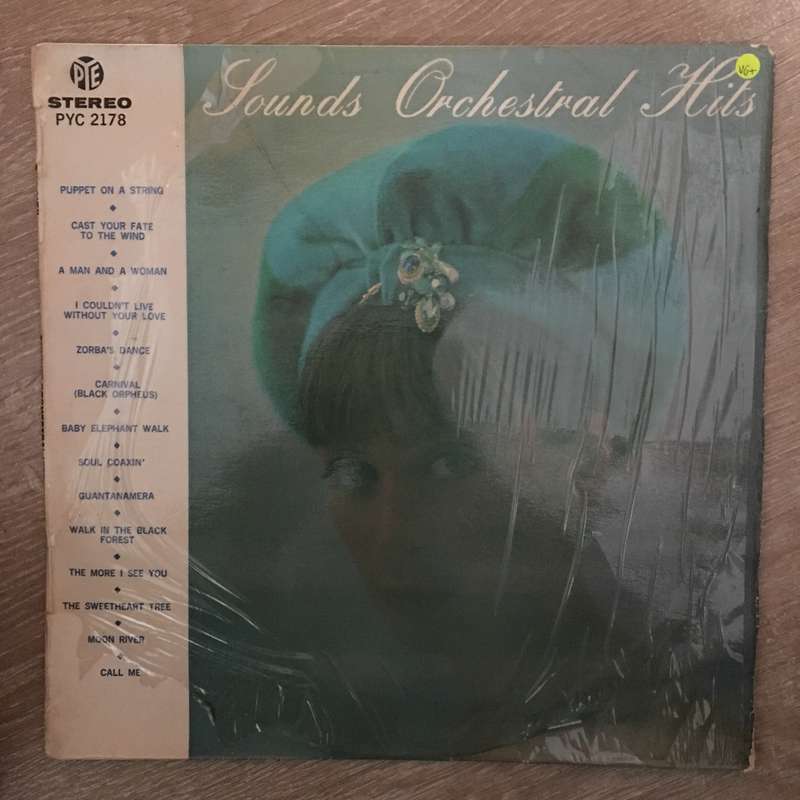 PYE
STEREO
PYC 2178
Sounds Orchestral Hits
VG+
PUPPET ON A STRING
CAST YOUR FATE
TO THE WIND
A MAN AND A WOMAN
I COULDN'T LIVE
WITHOUT YOUR LOVE
ZORBA'S DANCE
CARNIVAL
(BLACK ORPHEUS)
BABY ELEPHANT WALK
SOUL COAXIN'
GUANTANAMERA
WALK IN THE BLACK
FOREST
THE MORE I SEE YOU
THE SWEETHEART TREE
MOON RIVER
CALL ME